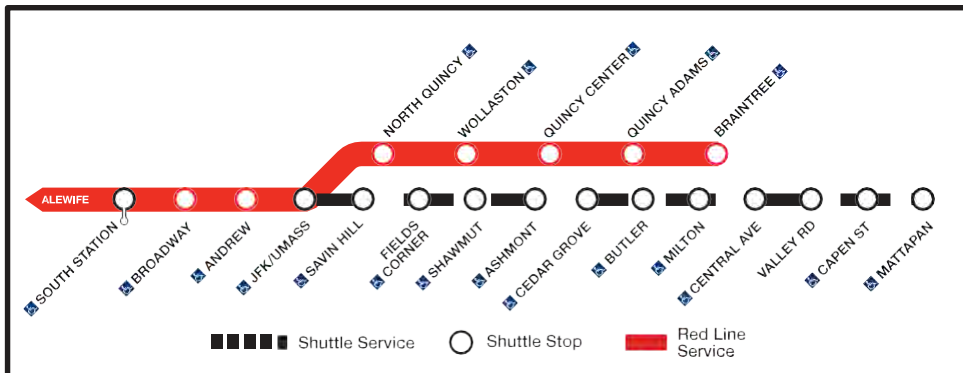 NORTH QUINCY
WOLLASTON
QUINCY CENTER
QUINCY ADAMS
BRAINTREE
ALEWIFE
SOUTH STATION
BROADWAY
ANDREW
JFK/UMASS
SAVIN HILL
FIELDS
CORNER
SHAWMUT
ASHMONT
CEDAR GROVE
BUTLER
MILTON
CENTRAL AVE
VALLEY RD
CAPEN ST
MATTAPAN
Shuttle Service
Shuttle Stop
Red Line
Service